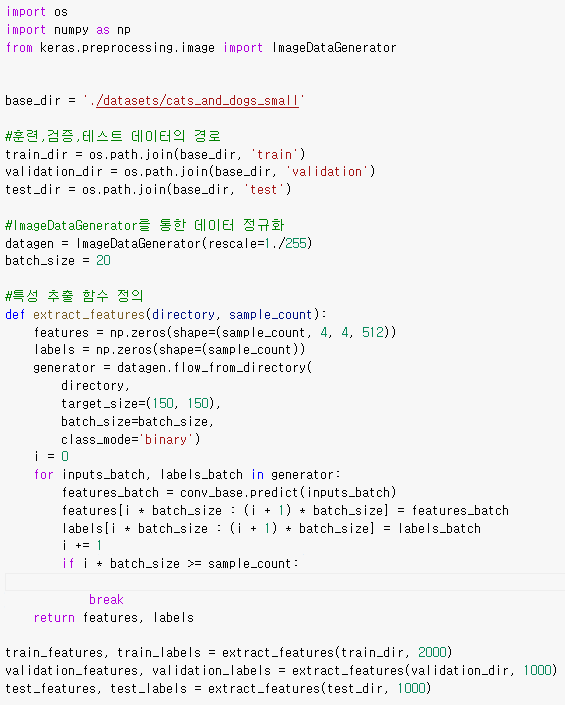 import os
import numpy as np
from keras.preprocessing.image import ImageDataGenerator
base_dir = './datasets/cats_and_dogs_small'
#훈련,검증,테스트 데이터의 경로
train_dir = os.path.join(base_dir, 'train')
validation_dir = os.path.join(base_dir, 'validation')
test_dir = os.path.join(base_dir, 'test')
#ImageDataGenerator를 통한 데이터 정규화
datagen = ImageDataGenerator(rescale=1./255)
batch_size = 20
#특성 추출 함수 정의
def extract_features(directory, sample_count):
    features = np.zeros(shape=(sample_count, 4, 4, 512))
    labels = np.zeros(shape=(sample_count))
    generator = datagen.flow_from_directory(
        directory,
        target_size=(150, 150),
        batch_size=batch_size,
        class_mode='binary')
    i = 0
    for inputs_batch, labels_batch in generator:
        features_batch = conv_base.predict(inputs_batch)
        features[i * batch_size : (i + 1) * batch_size] = features_batch
        labels[i * batch_size : (i + 1) * batch_size] = labels_batch
        i += 1
        if i * batch_size >= sample_count:
            break
    return features, labels
train_features, train_labels = extract_features(train_dir, 2000)
validation_features, validation_labels = extract_features(validation_dir, 1000)
test_features, test_labels = extract_features(test_dir, 1000)